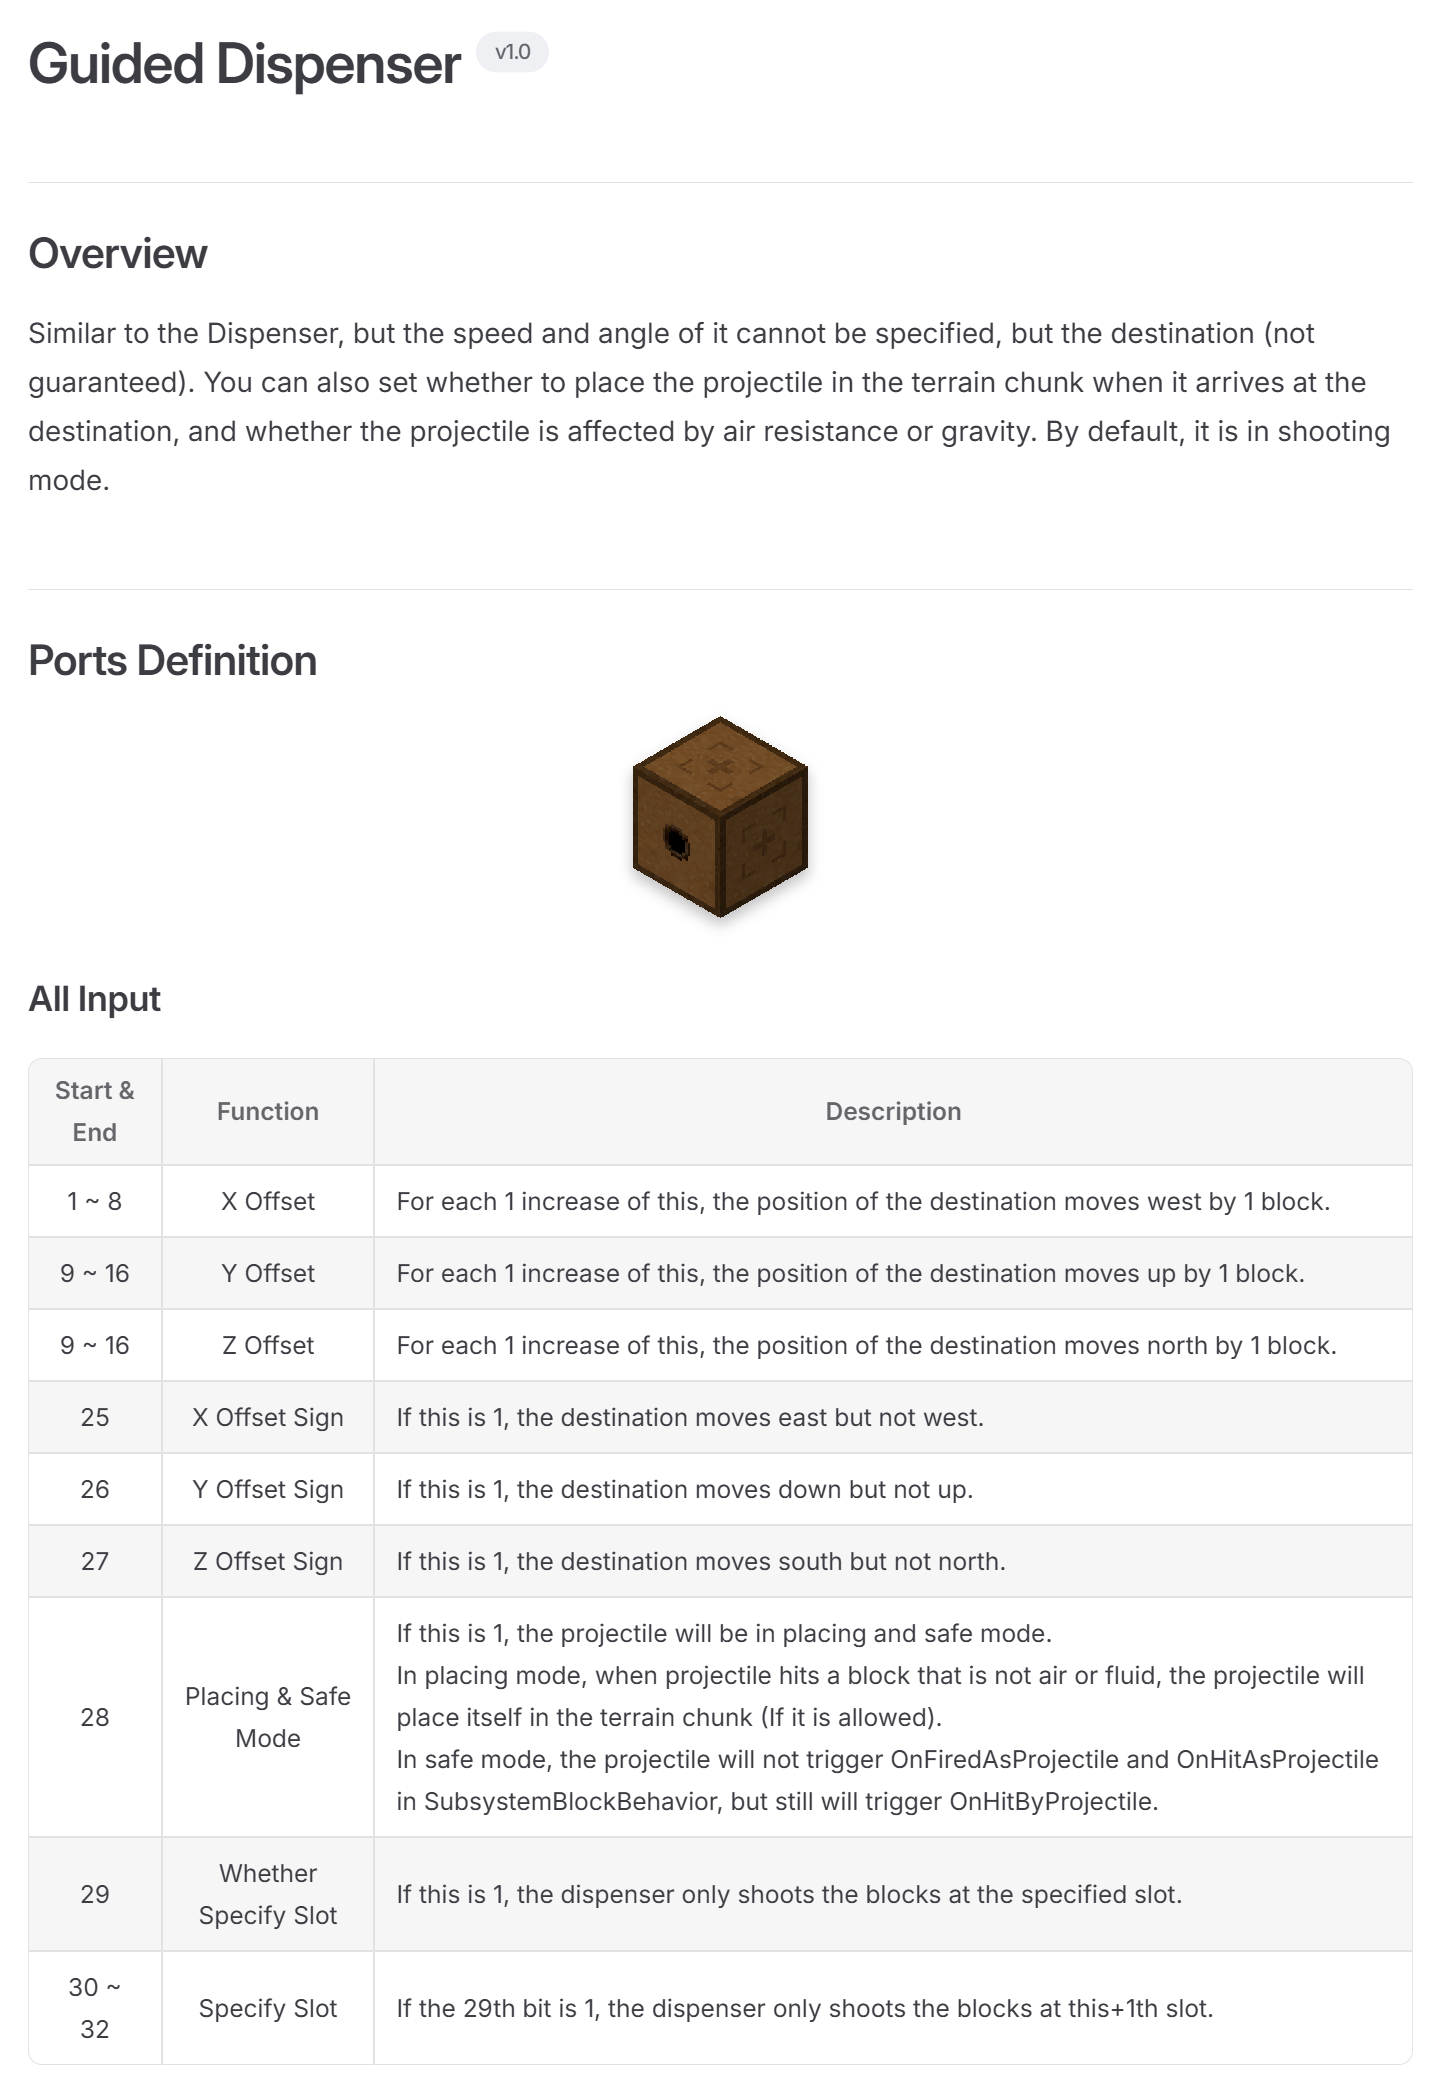 Guided Dispenser v1.0
Overview
Similar to the Dispenser, but the speed and angle of it cannot be specified, but the destination (not
guaranteed). You can also set whether to place the projectile in the terrain chunk when it arrives at the
destination, and whether the projectile is affected by air resistance or gravity. By default, it is in shooting
mode.
Ports Definition
All Input
Start &
End
Function
Description
1 ~ 8
X Offset
For each 1 increase of this, the position of the destination moves west by 1 block.
9 ~ 16
Y Offset
For each 1 increase of this, the position of the destination moves up by 1 block.
9 ~ 16
Z Offset
For each 1 increase of this, the position of the destination moves north by 1 block.
25
X Offset Sign
If this is 1, the destination moves east but not west.
26
Y Offset Sign
If this is 1, the destination moves down but not up.
27
Z Offset Sign
If this is 1, the destination moves south but not north.
28
Placing & Safe
Mode
If this is 1, the projectile will be in placing and safe mode.
In placing mode, when projectile hits a block that is not air or fluid, the projectile will
place itself in the terrain chunk (If it is allowed).
In safe mode, the projectile will not trigger OnFiredAsProjectile and OnHitAsProjectile
in SubsystemBlockBehavior, but still will trigger OnHitByProjectile.
29
Whether
Specify Slot
If this is 1, the dispenser only shoots the blocks at the specified slot.
30 ~
32
Specify Slot
If the 29th bit is 1, the dispenser only shoots the blocks at this+1th slot.